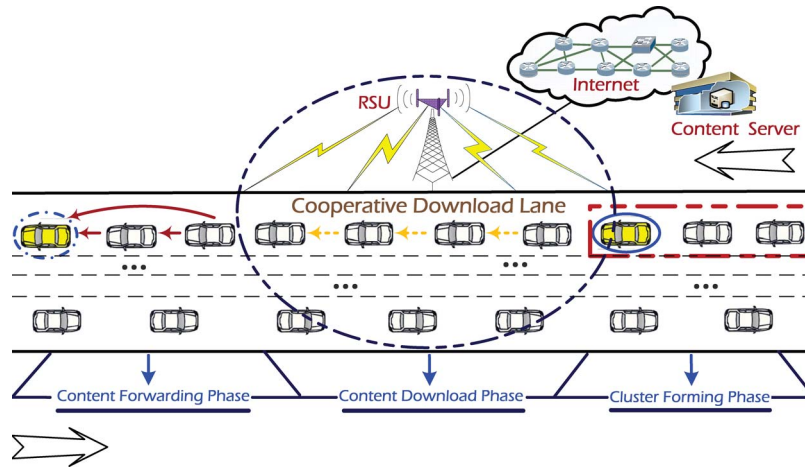 Internet
RSU
Content Server
Cooperative Download Lane
Content Forwarding Phase
Content Download Phase
Cluster Forming Phase